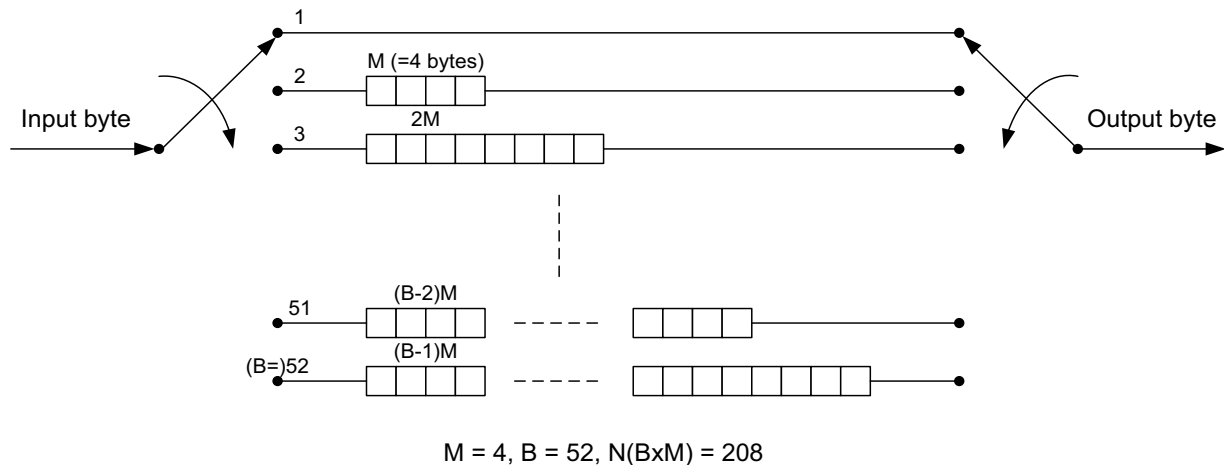 1
M (=4 bytes)
2
Input byte
2M
3
Output byte
(B-2)M
51
(B-1)M
(B=)52
M = 4, B = 52, N(BxM) = 208